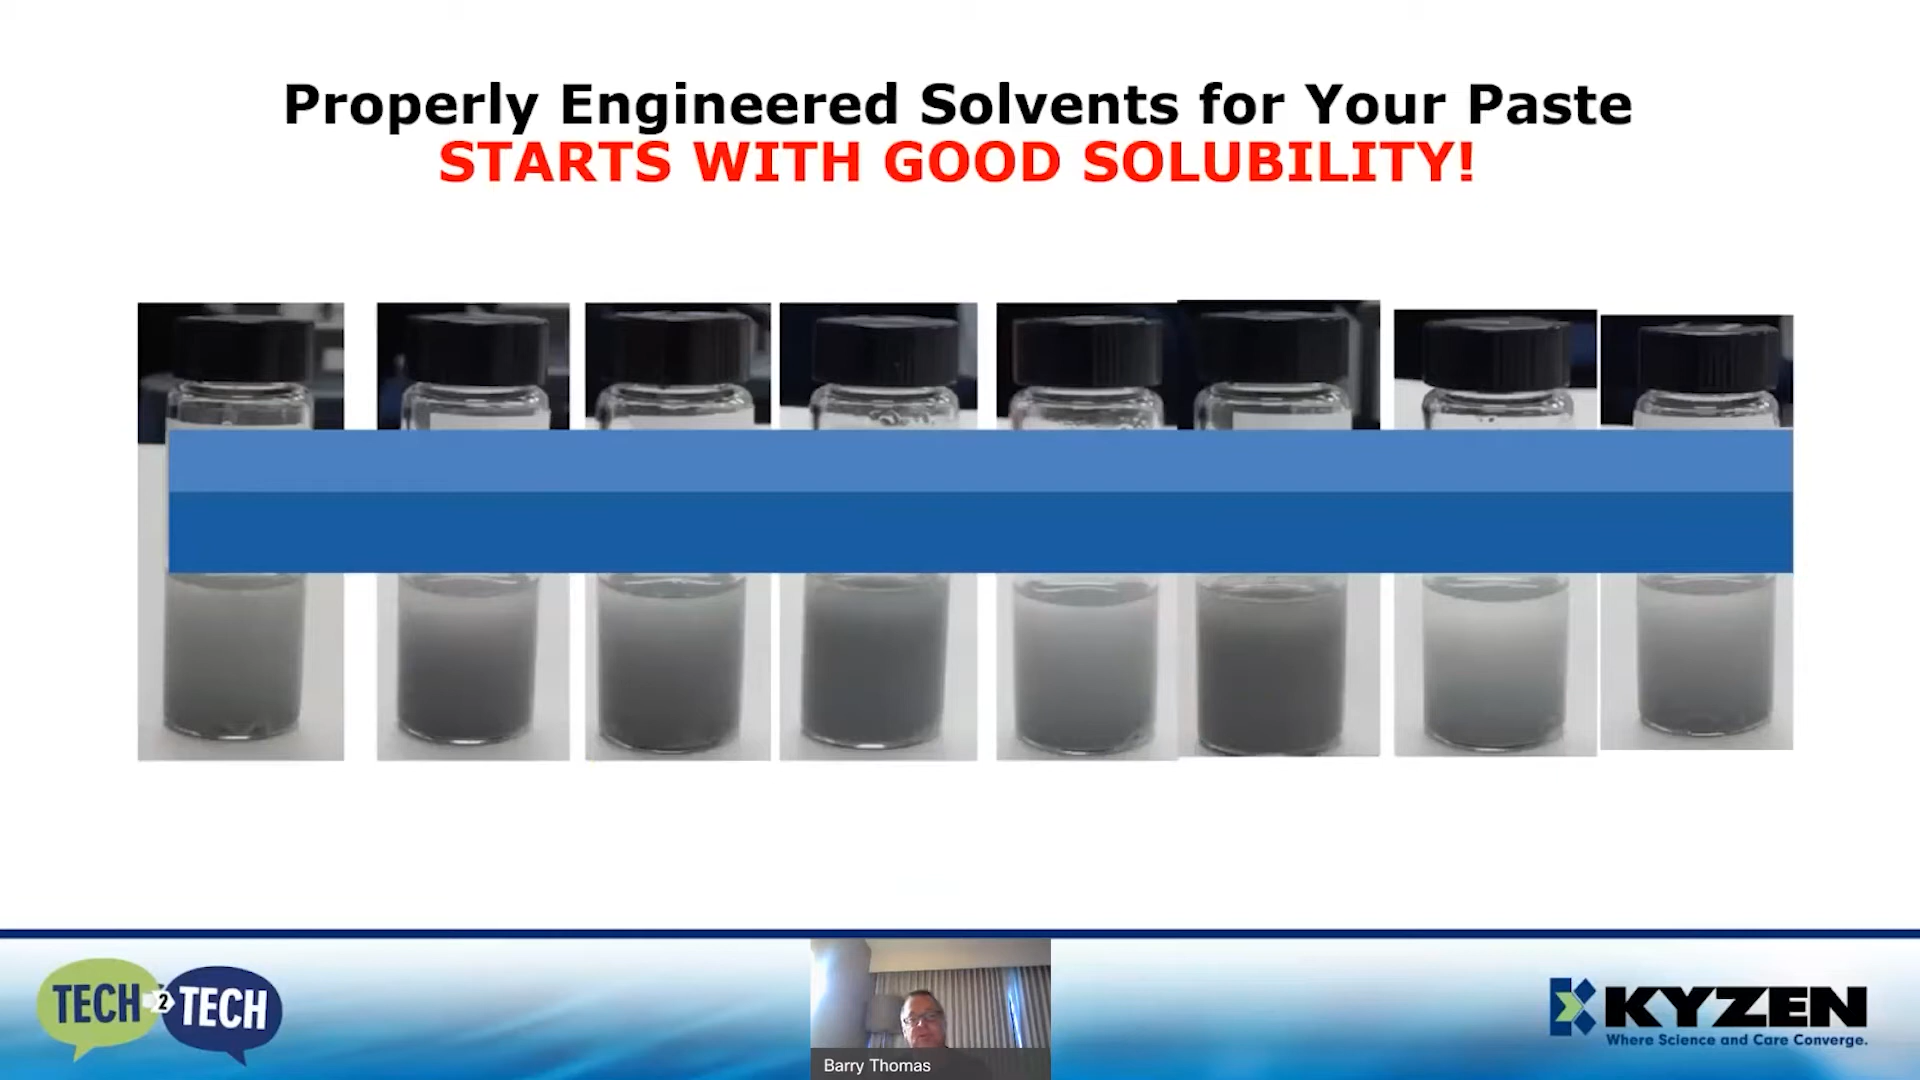 Properly Engineered Solvents for Your Paste
STARTS WITH GOOD SOLUBILITY!
TECH 2 TECH
Barry Thomas
KYZEN
Where Science and Care Converge.